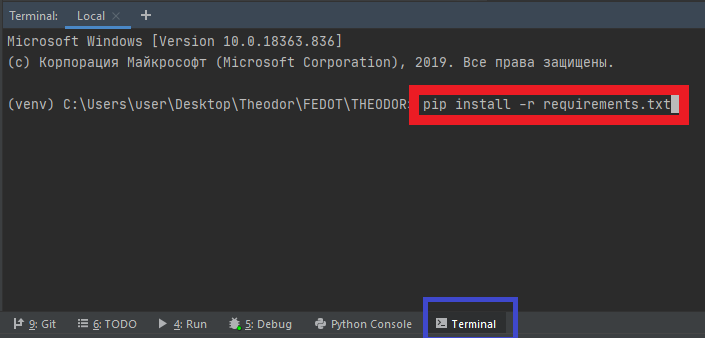 Terminal: Local × +
Microsoft Windows [Version 10.0.18363.836]
(c) Корпорация Майкрософт (Microsoft Corporation), 2019. Все права защищены.
(venv) C:\Users\user\Desktop\Theodor\FEDOT\THEODOR> pip install -r requirements.txt
9: Git 6: TODO 4: Run 5: Debug Python Console Terminal